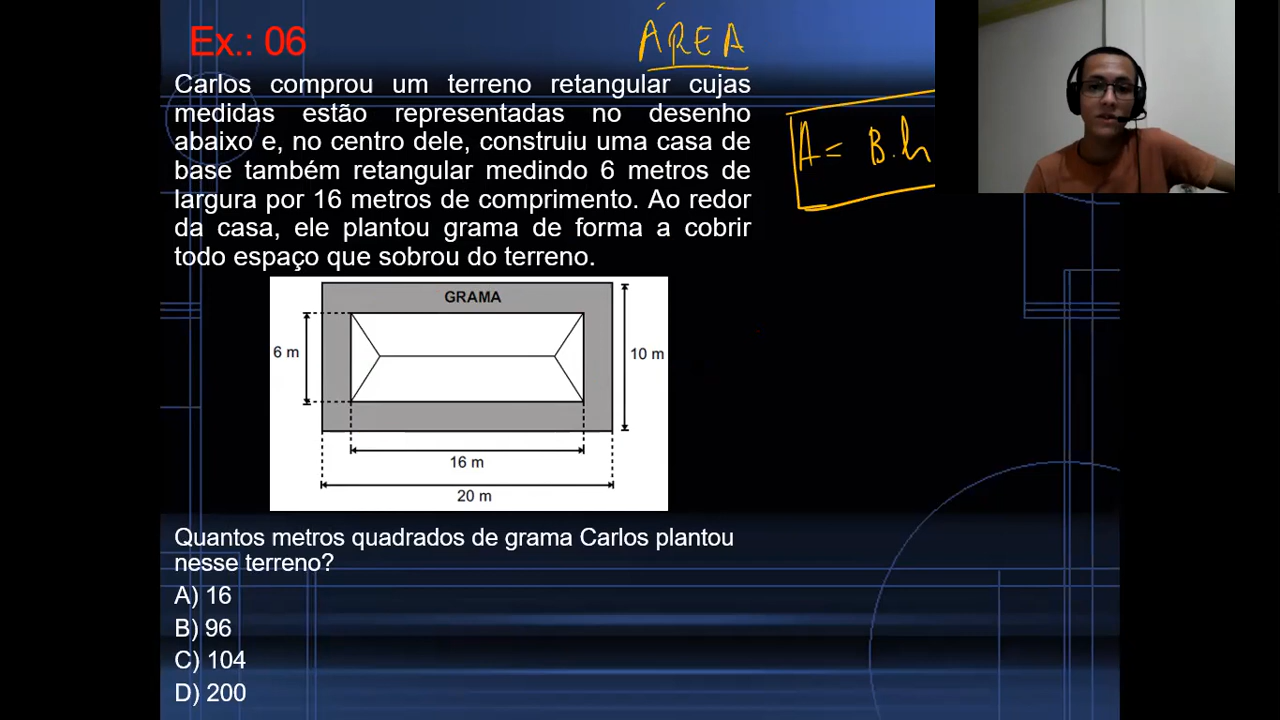 Ex.: 06
ÁREA
Carlos comprou um terreno retangular cujas
medidas estão representadas no desenho
abaixo e, no centro dele, construiu uma casa de
base também retangular medindo 6 metros de
largura por 16 metros de comprimento. Ao redor
da casa, ele plantou grama de forma a cobrir
todo espaço que sobrou do terreno.
A = B.h
GRAMA
6 m
10 m
16 m
20 m
Quantos metros quadrados de grama Carlos plantou
nesse terreno?
A) 16
B) 96
C) 104
D) 200